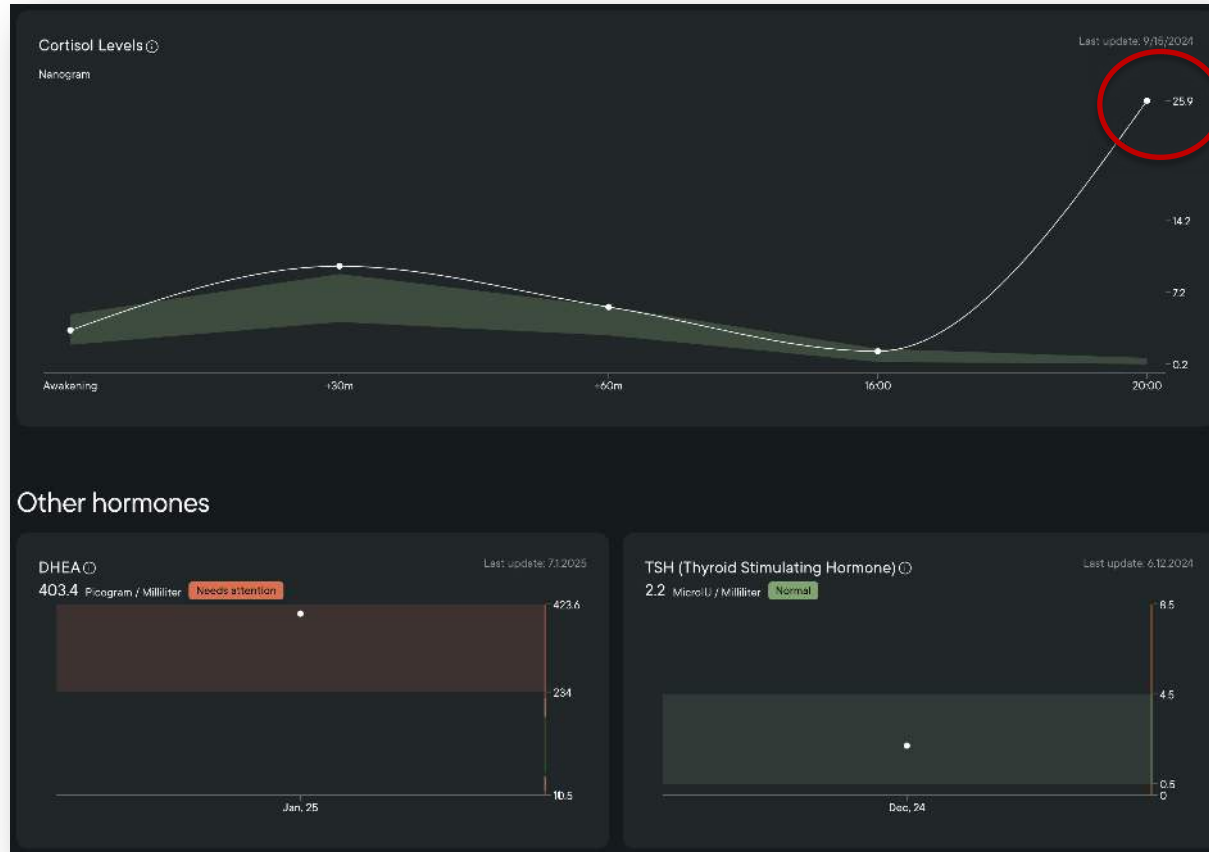 Cortisol Levels
Last update: 9/15/2024
Nanogram
25.9
14.2
7.2
0.2
Awakening
+30m
+60m
16:00
20:00
Other hormones
DHEA
Last update: 7.1.2025
403.4 Picogram / Milliliter Needs attention
423.6
234
10.5
Jan, 25
TSH (Thyroid Stimulating Hormone)
Last update: 6.12.2024
2.2 MicroIU / Milliliter Normal
4.5
0.5
0
Dec, 24